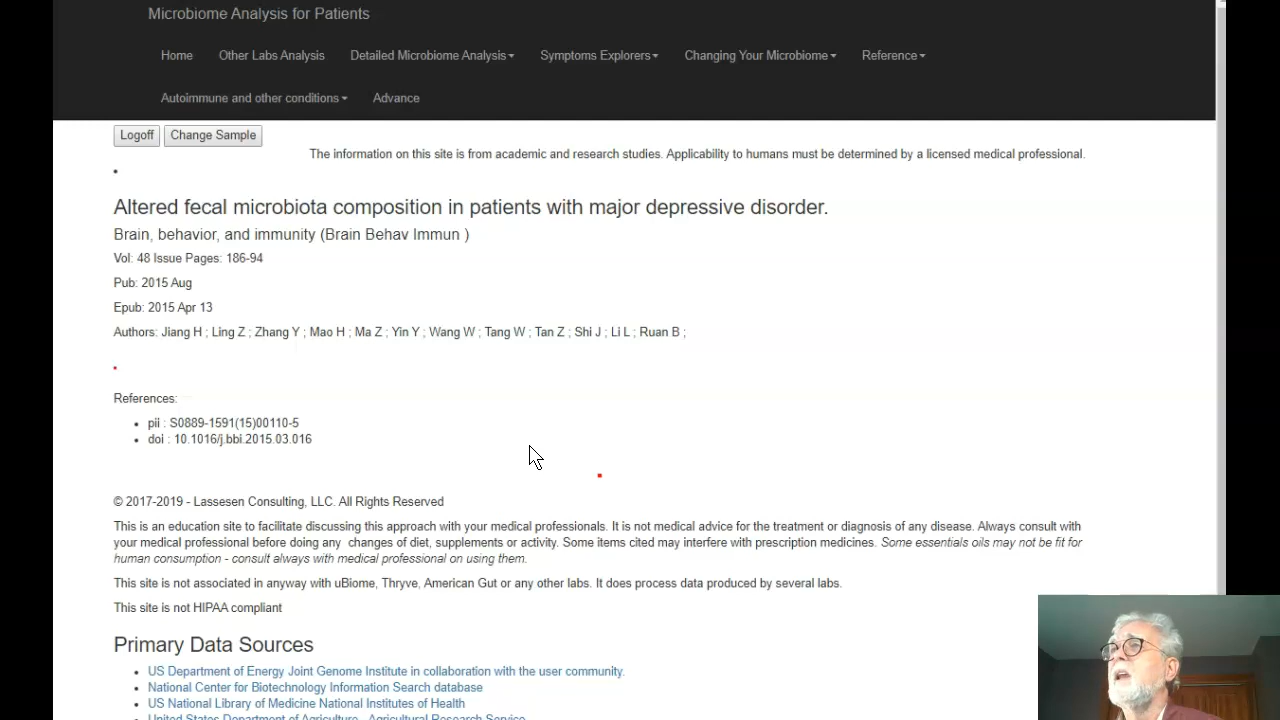 Microbiome Analysis for Patients
Home Other Labs Analysis Detailed Microbiome Analysis Symptoms Explorers Changing Your Microbiome Reference
Autoimmune and other conditions Advance
Logoff Change Sample
The information on this site is from academic and research studies. Applicability to humans must be determined by a licensed medical professional.
Altered fecal microbiota composition in patients with major depressive disorder.
Brain, behavior, and immunity (Brain Behav Immun )
Vol: 48 Issue Pages: 186-94
Pub: 2015 Aug
Epub: 2015 Apr 13
Authors: Jiang H ; Ling Z ; Zhang Y ; Mao H ; Ma Z ; Yin Y ; Wang W ; Tang W ; Tan Z ; Shi J ; Li L ; Ruan B ;
References:
pii : S0889-1591(15)00110-5
doi : 10.1016/j.bbi.2015.03.016
© 2017-2019 - Lassesen Consulting, LLC. All Rights Reserved
This is an education site to facilitate discussing this approach with your medical professionals. It is not medical advice for the treatment or diagnosis of any disease. Always consult with
your medical professional before doing any changes of diet, supplements or activity. Some items cited may interfere with prescription medicines. Some essentials oils may not be fit for
human consumption - consult always with medical professional on using them.
This site is not associated in anyway with uBiome, Thryve, American Gut or any other labs. It does process data produced by several labs.
This site is not HIPAA compliant
Primary Data Sources
US Department of Energy Joint Genome Institute in collaboration with the user community.
National Center for Biotechnology Information Search database
US National Library of Medicine National Institutes of Health
United States Department of Agriculture - Agricultural Research Service